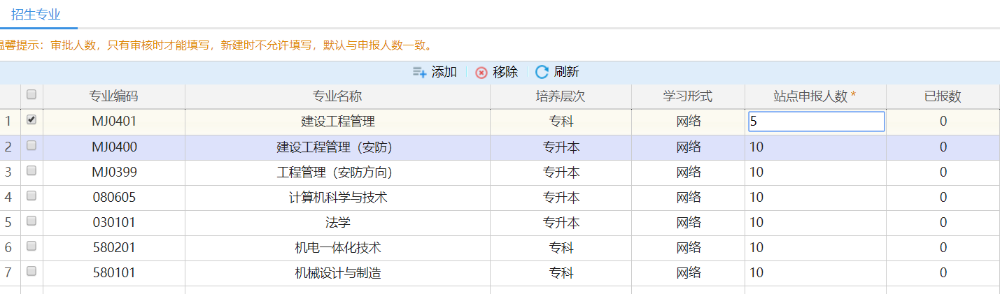 招生专业
温馨提示：审批人数，只有审核时才能填写，新建时不允许填写，默认与申报人数一致。
添加 移除 刷新
专业编码 专业名称 培养层次 学习形式 站点申报人数 * 已报数
1 MJ0401 建设工程管理 专科 网络 5 0
2 MJ0400 建设工程管理（安防） 专升本 网络 10 0
3 MJ0399 工程管理（安防方向） 专升本 网络 10 0
4 080605 计算机科学与技术 专升本 网络 10 0
5 030101 法学 专升本 网络 10 0
6 580201 机电一体化技术 专科 网络 10 0
7 580101 机械设计与制造 专科 网络 10 0